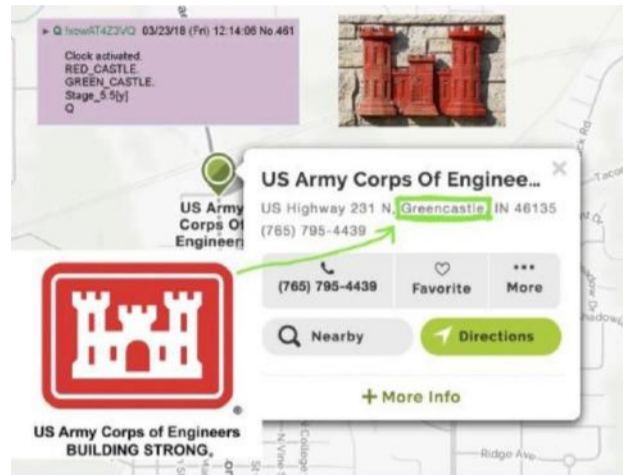 ► Q !xowAT4Z3VQ 03/23/18 (Fri) 12:14:06 No.461
Clock activated.
RED_CASTLE.
GREEN_CASTLE.
Stage_5.5[y]
Q
US Army
Corps Of
Engineers
US Army Corps Of Enginee...
US Highway 231 N, Greencastle, IN 46135
(765) 795-4439
(765) 795-4439
Favorite
More
Nearby
Directions
+ More Info
US Army Corps of Engineers
BUILDING STRONG®
N College
Ridge Ave